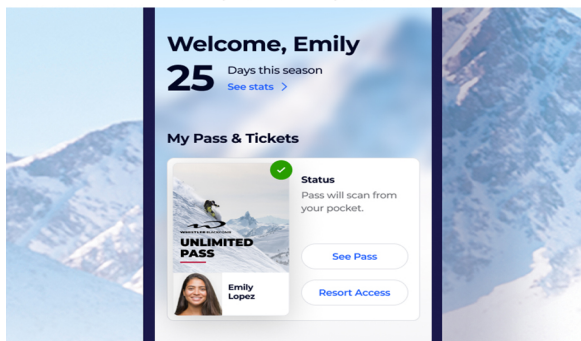 Welcome, Emily
25
Days this season
See stats >
My Pass & Tickets
Status
Pass will scan from
your pocket.
WHISTLER BLACKCOMB
UNLIMITED
PASS
See Pass
Emily
Lopez
Resort Access